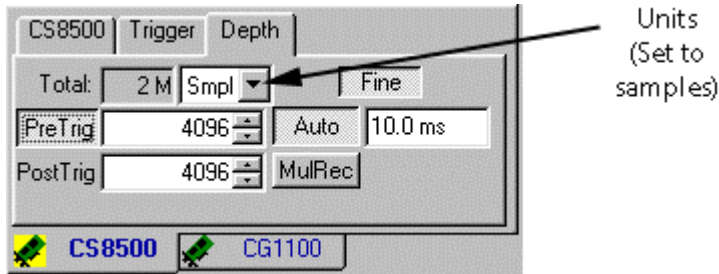 CS8500 Trigger Depth
Total: 2 M Smpl Fine
PreTrig 4096 Auto 10.0 ms
PostTrig 4096 MulRec
CS8500 CG1100
Units
(Set to
samples)